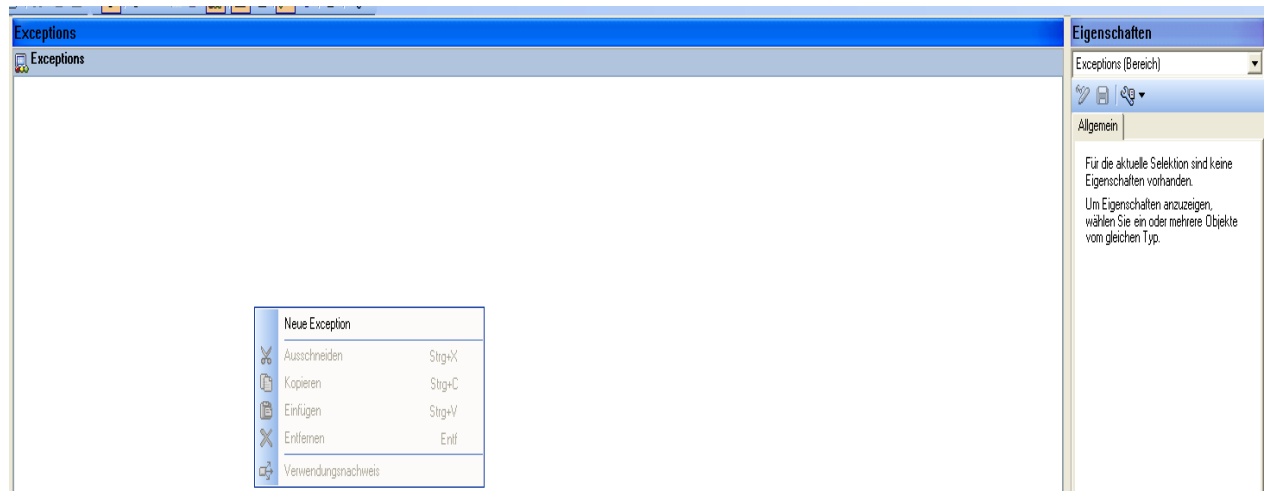 Exceptions
Exceptions
Neue Exception
Ausschneiden Strg+X
Kopieren Strg+C
Einfügen Strg+V
Entfernen Entf
Verwendungsnachweis
Eigenschaften
Exceptions (Bereich)
Allgemein
Für die aktuelle Selektion sind keine
Eigenschaften vorhanden.
Um Eigenschaften anzuzeigen,
wählen Sie ein oder mehrere Objekte
vom gleichen Typ.